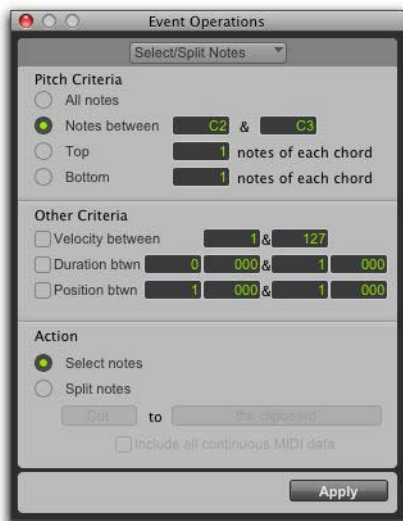 Event Operations
Select/Split Notes
Pitch Criteria
All notes
Notes between C2 & C3
Top 1 notes of each chord
Bottom 1 notes of each chord
Other Criteria
Velocity between 1 & 127
Duration btwn 0 000 & 1 000
Position btwn 1 000 & 1 000
Action
Select notes
Split notes
Cut to the clipboard
Include all continuous MIDI data
Apply